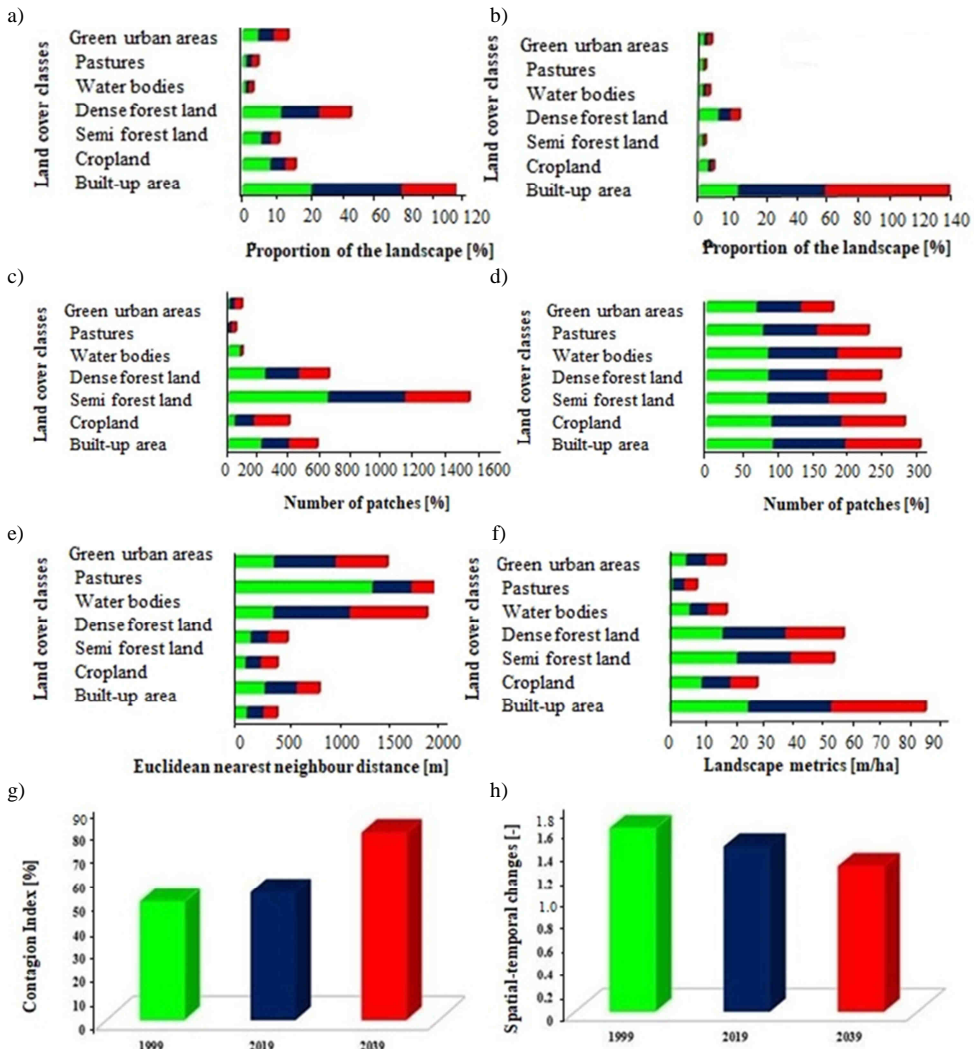 a)
Land cover classes
Green urban areas
Pastures
Water bodies
Dense forest land
Semi forest land
Cropland
Built-up area
0 10 20 40 60 80 100 120
Proportion of the landscape [%]
b)
Land cover classes
Green urban areas
Pastures
Water bodies
Dense forest land
Semi forest land
Cropland
Built-up area
0 10 20 40 60 80 100 120 140
Proportion of the landscape [%]
c)
Land cover classes
Green urban areas
Pastures
Water bodies
Dense forest land
Semi forest land
Cropland
Built-up area
0 200 400 600 800 1000 1200 1400 1600
Number of patches [%]
d)
Land cover classes
Green urban areas
Pastures
Water bodies
Dense forest land
Semi forest land
Cropland
Built-up area
0 50 100 150 200 250 300
Number of patches [%]
e)
Land cover classes
Green urban areas
Pastures
Water bodies
Dense forest land
Semi forest land
Cropland
Built-up area
0 500 1000 1500 2000
Euclidean nearest neighbour distance [m]
f)
Land cover classes
Green urban areas
Pastures
Water bodies
Dense forest land
Semi forest land
Cropland
Built-up area
0 10 20 30 40 50 60 70 80 90
Landscape metrics [m/ha]
g)
Contagion Index [%]
90
80
70
60
50
40
30
20
10
0
1999 2019 2039
h)
Spatial-temporal changes [-]
1.8
1.6
1.4
1.2
1.0
0.8
0.6
0.4
0.2
0
1999 2019 2039